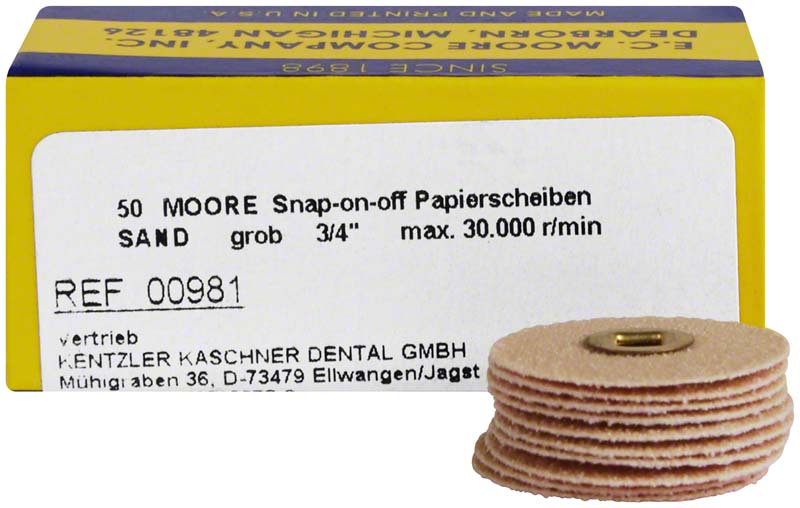 MADE AND PRINTED IN U.S.A.
E.C. MOORE COMPANY, INC.
DEARBORN, MICHIGAN 48126
SINCE 1898
50 MOORE Snap-on-off Papierscheiben
SAND grob 3/4" max. 30.000 r/min
REF 00981
vertrieb
KENTZLER KASCHNER DENTAL GMBH
Mühlgraben 36, D-73479 Ellwangen/Jagst